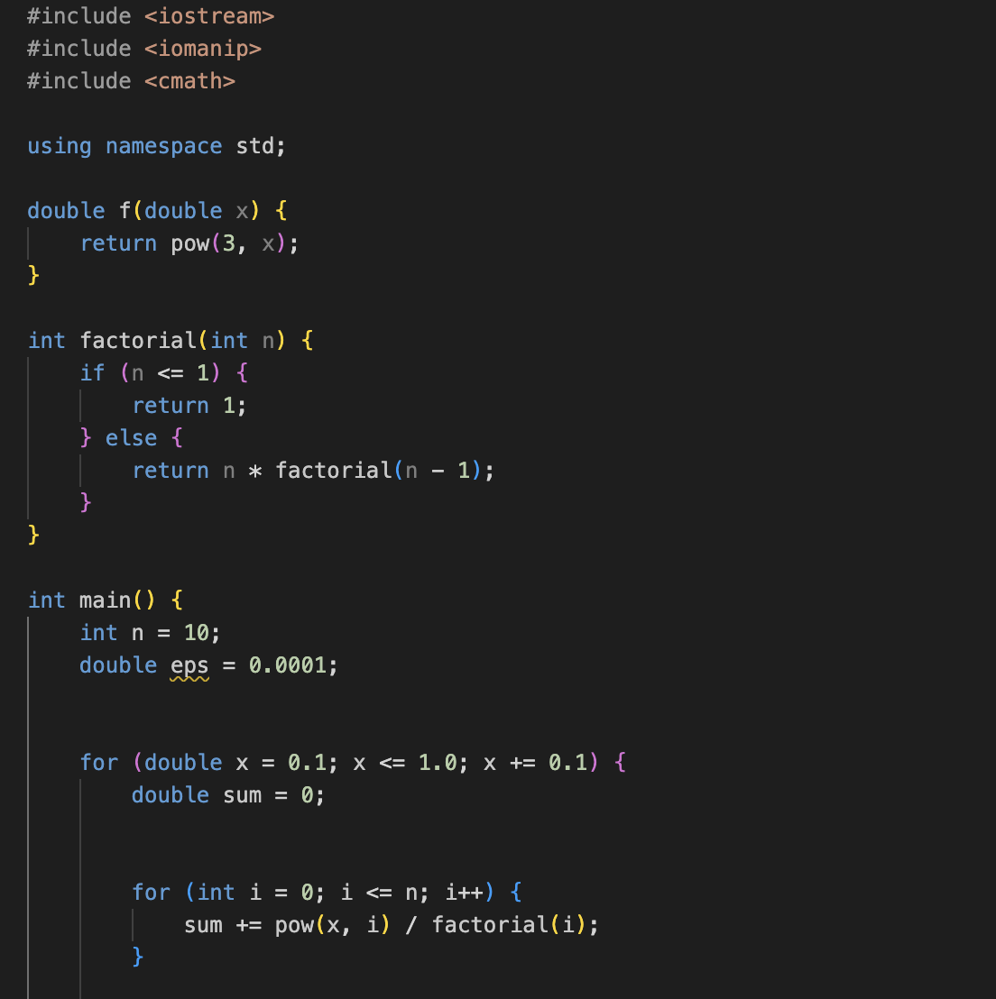 #include <iostream>
#include <iomanip>
#include <cmath>
using namespace std;
double f(double x) {
    return pow(3, x);
}
int factorial(int n) {
    if (n <= 1) {
        return 1;
    } else {
        return n * factorial(n - 1);
    }
}
int main() {
    int n = 10;
    double eps = 0.0001;
    for (double x = 0.1; x <= 1.0; x += 0.1) {
        double sum = 0;
        for (int i = 0; i <= n; i++) {
            sum += pow(x, i) / factorial(i);
        }